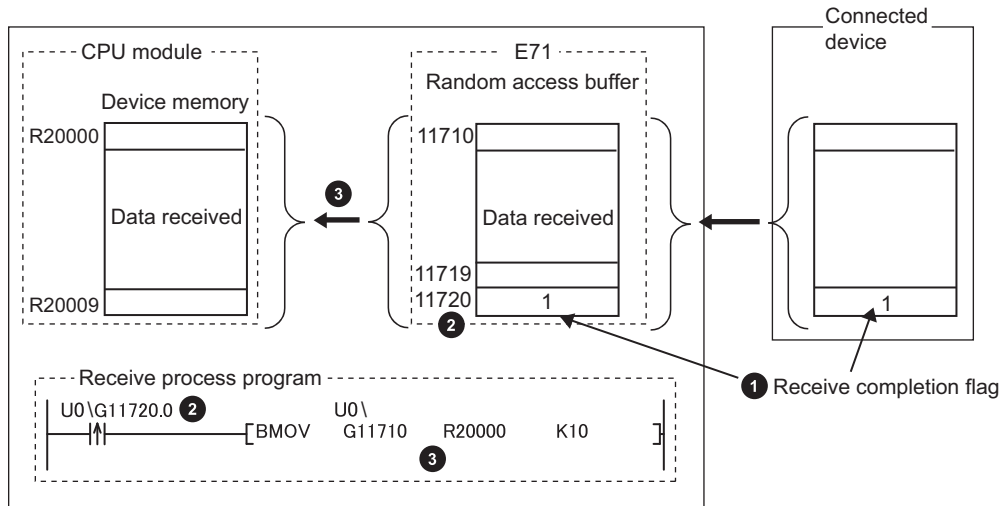 Connected
device
CPU module
E71
Device memory
Random access buffer
R20000
11710
3
Data received
Data received
11719
R20009
11720
1
1
2
Receive process program
1 Receive completion flag
U0\G11720.0 2
U0\
[BMOV G11710 R20000 K10 ]
3